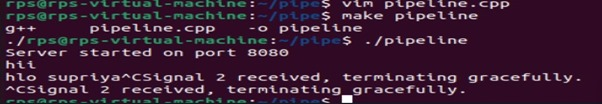 rps@rps-virtual-machine:~/pipe$ vim pipeline.cpp
rps@rps-virtual-machine:~/pipe$ make pipeline
g++     pipeline.cpp   -o pipeline
./rps@rps-virtual-machine:~/pipe$ ./pipeline
Server started on port 8080
hii
hlo supriya^CSignal 2 received, terminating gracefully.
^CSignal 2 received, terminating gracefully.
rps@rps-virtual-machine:~/pipe$